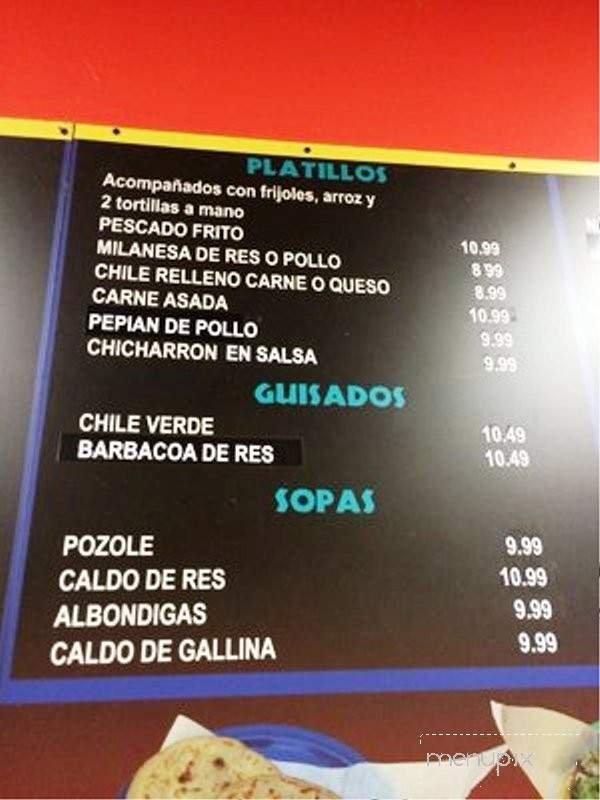 PLATILLOS
Acompañados con frijoles, arroz y
2 tortillas a mano
PESCADO FRITO 10.99
MILANESA DE RES O POLLO 8.99
CHILE RELLENO CARNE O QUESO 8.99
CARNE ASADA 10.99
PEPIAN DE POLLO 9.99
CHICHARRON EN SALSA 9.99
GUISADOS
CHILE VERDE 10.49
BARBACOA DE RES 10.49
SOPAS
POZOLE 9.99
CALDO DE RES 10.99
ALBONDIGAS 9.99
CALDO DE GALLINA 9.99
menupix